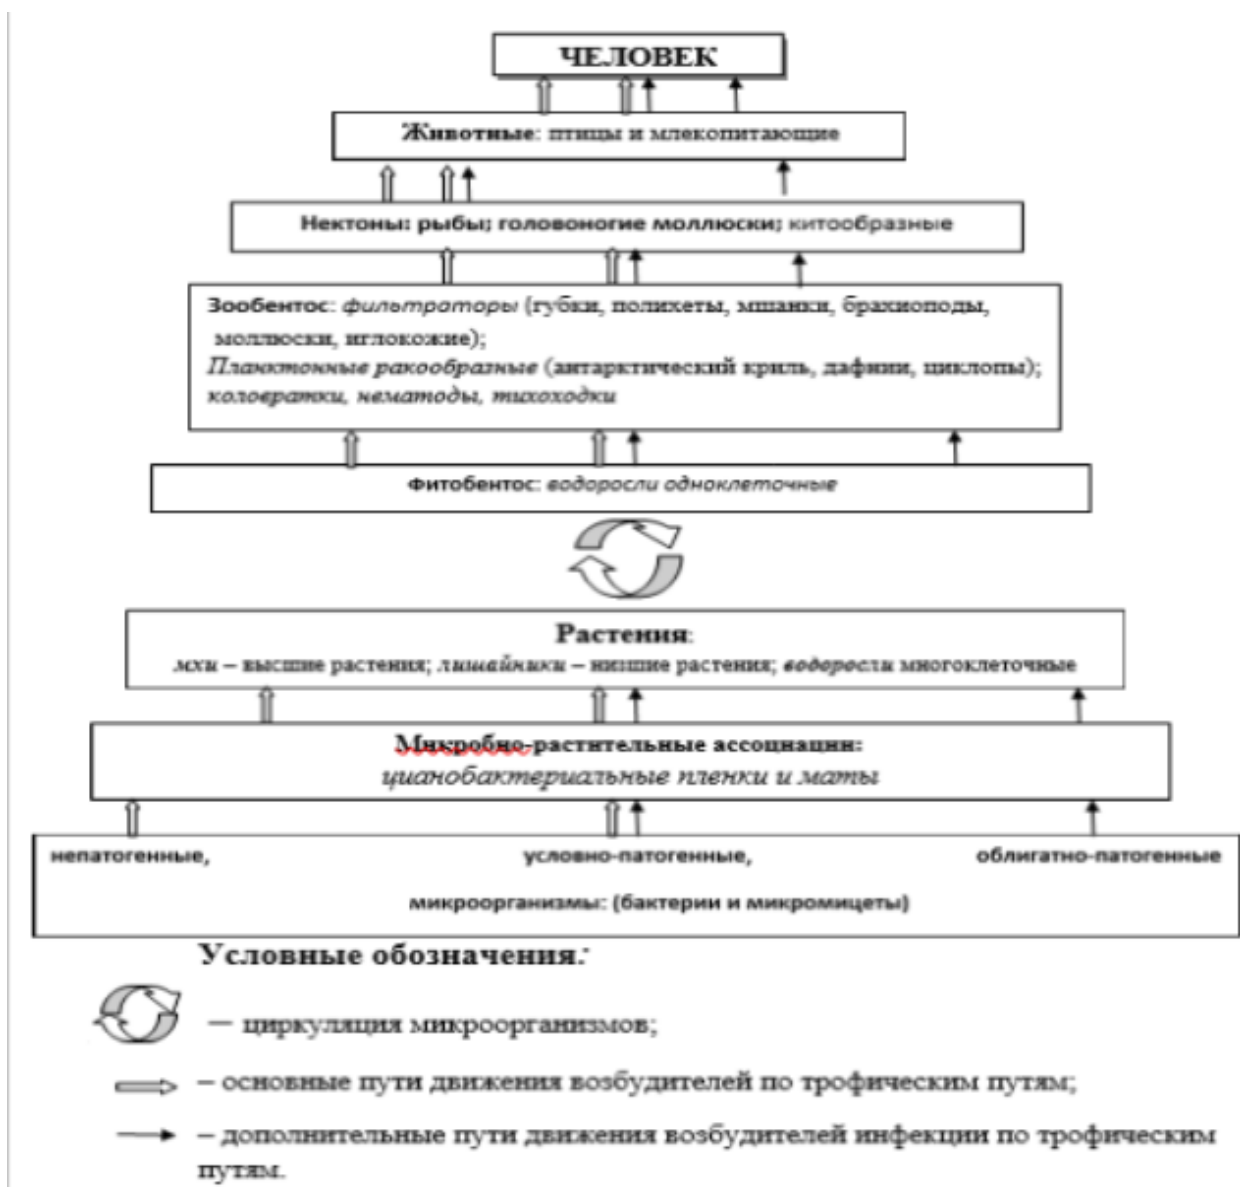 ЧЕЛОВЕК
Животные: птицы и млекопитающие
Нектоны: рыбы; головоногие моллюски; китообразные
Зообентос: фильтраторы (губки, полихеты, мшанки, брахиоподы,
моллюски, иглокожие);
Планктонные ракообразные (антарктический криль, дафнии, циклопы);
коловратки, нематоды, тихоходки
Фитобентос: водоросли одноклеточные
Растения:
мхи – высшие растения; лишайники – низшие растения; водоросли многоклеточные
Микробно-растительные ассоциации:
цианобактериальные пленки и маты
непатогенные, условно-патогенные, облигатно-патогенные
микроорганизмы: (бактерии и микромицеты)
Условные обозначения:
— циркуляция микроорганизмов;
– основные пути движения возбудителей по трофическим путям;
– дополнительные пути движения возбудителей инфекции по трофическим
путям.